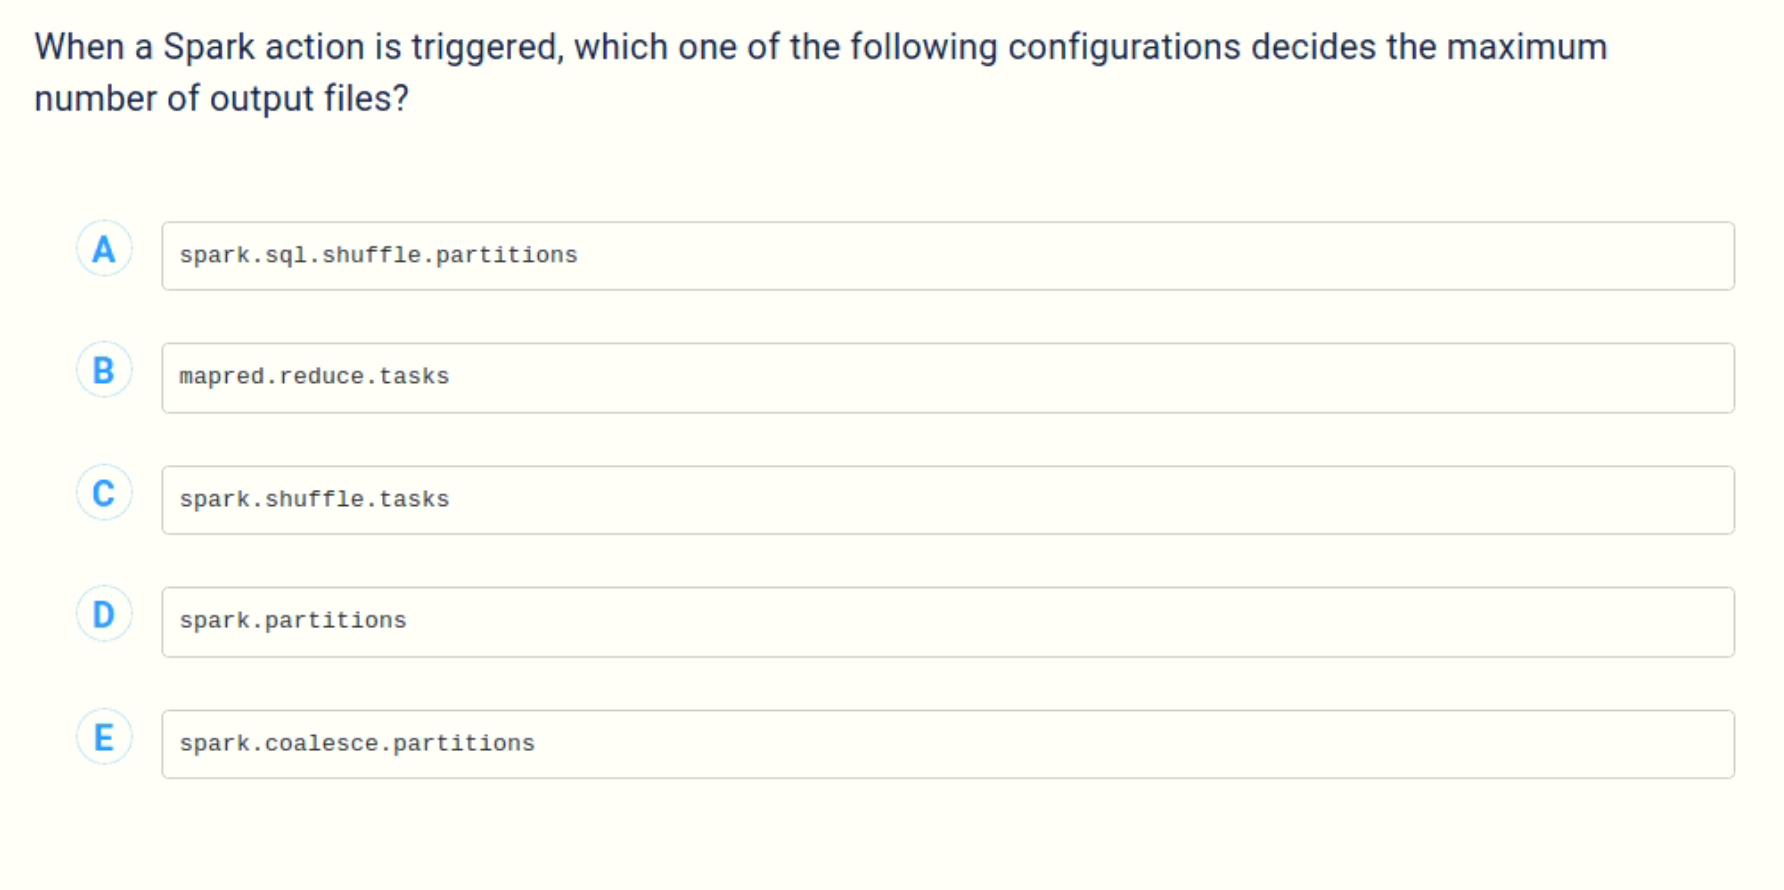 When a Spark action is triggered, which one of the following configurations decides the maximum
number of output files?
A
spark.sql.shuffle.partitions
B
mapred.reduce.tasks
C
spark.shuffle.tasks
D
spark.partitions
E
spark.coalesce.partitions